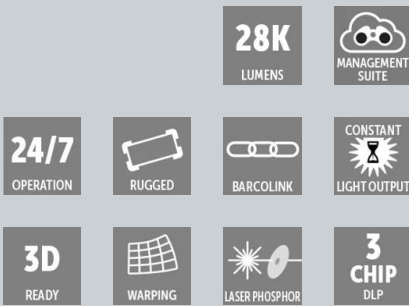 28K
LUMENS
MANAGEMENT
SUITE
24/7
OPERATION
RUGGED
BARCOLINK
CONSTANT
LIGHT OUTPUT
3D
READY
WARPING
LASER PHOSPHOR
3
CHIP
DLP